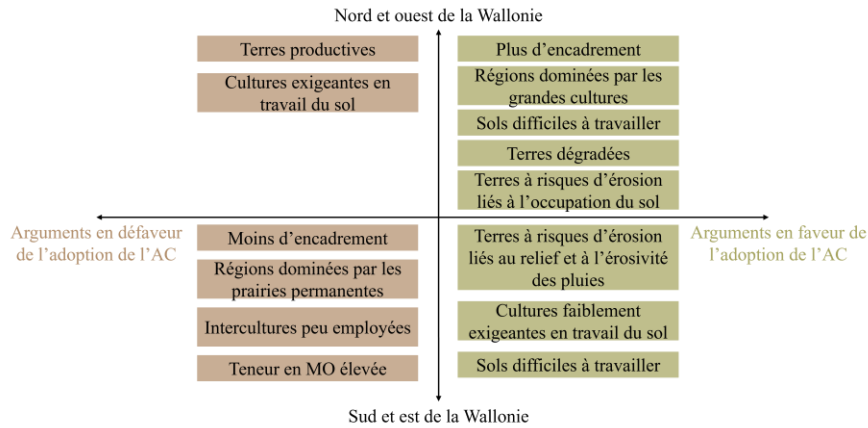 Nord et ouest de la Wallonie
Terres productives
Cultures exigeantes en
travail du sol
Plus d’encadrement
Régions dominées par les
grandes cultures
Sols difficiles à travailler
Terres dégradées
Terres à risques d’érosion
liés à l’occupation du sol
Arguments en défaveur
de l’adoption de l’AC
Arguments en faveur de
l’adoption de l’AC
Moins d’encadrement
Régions dominées par les
prairies permanentes
Intercultures peu employées
Teneur en MO élevée
Terres à risques d’érosion
liés au relief et à l’érosivité
des pluies
Cultures faiblement
exigeantes en travail du sol
Sols difficiles à travailler
Sud et est de la Wallonie